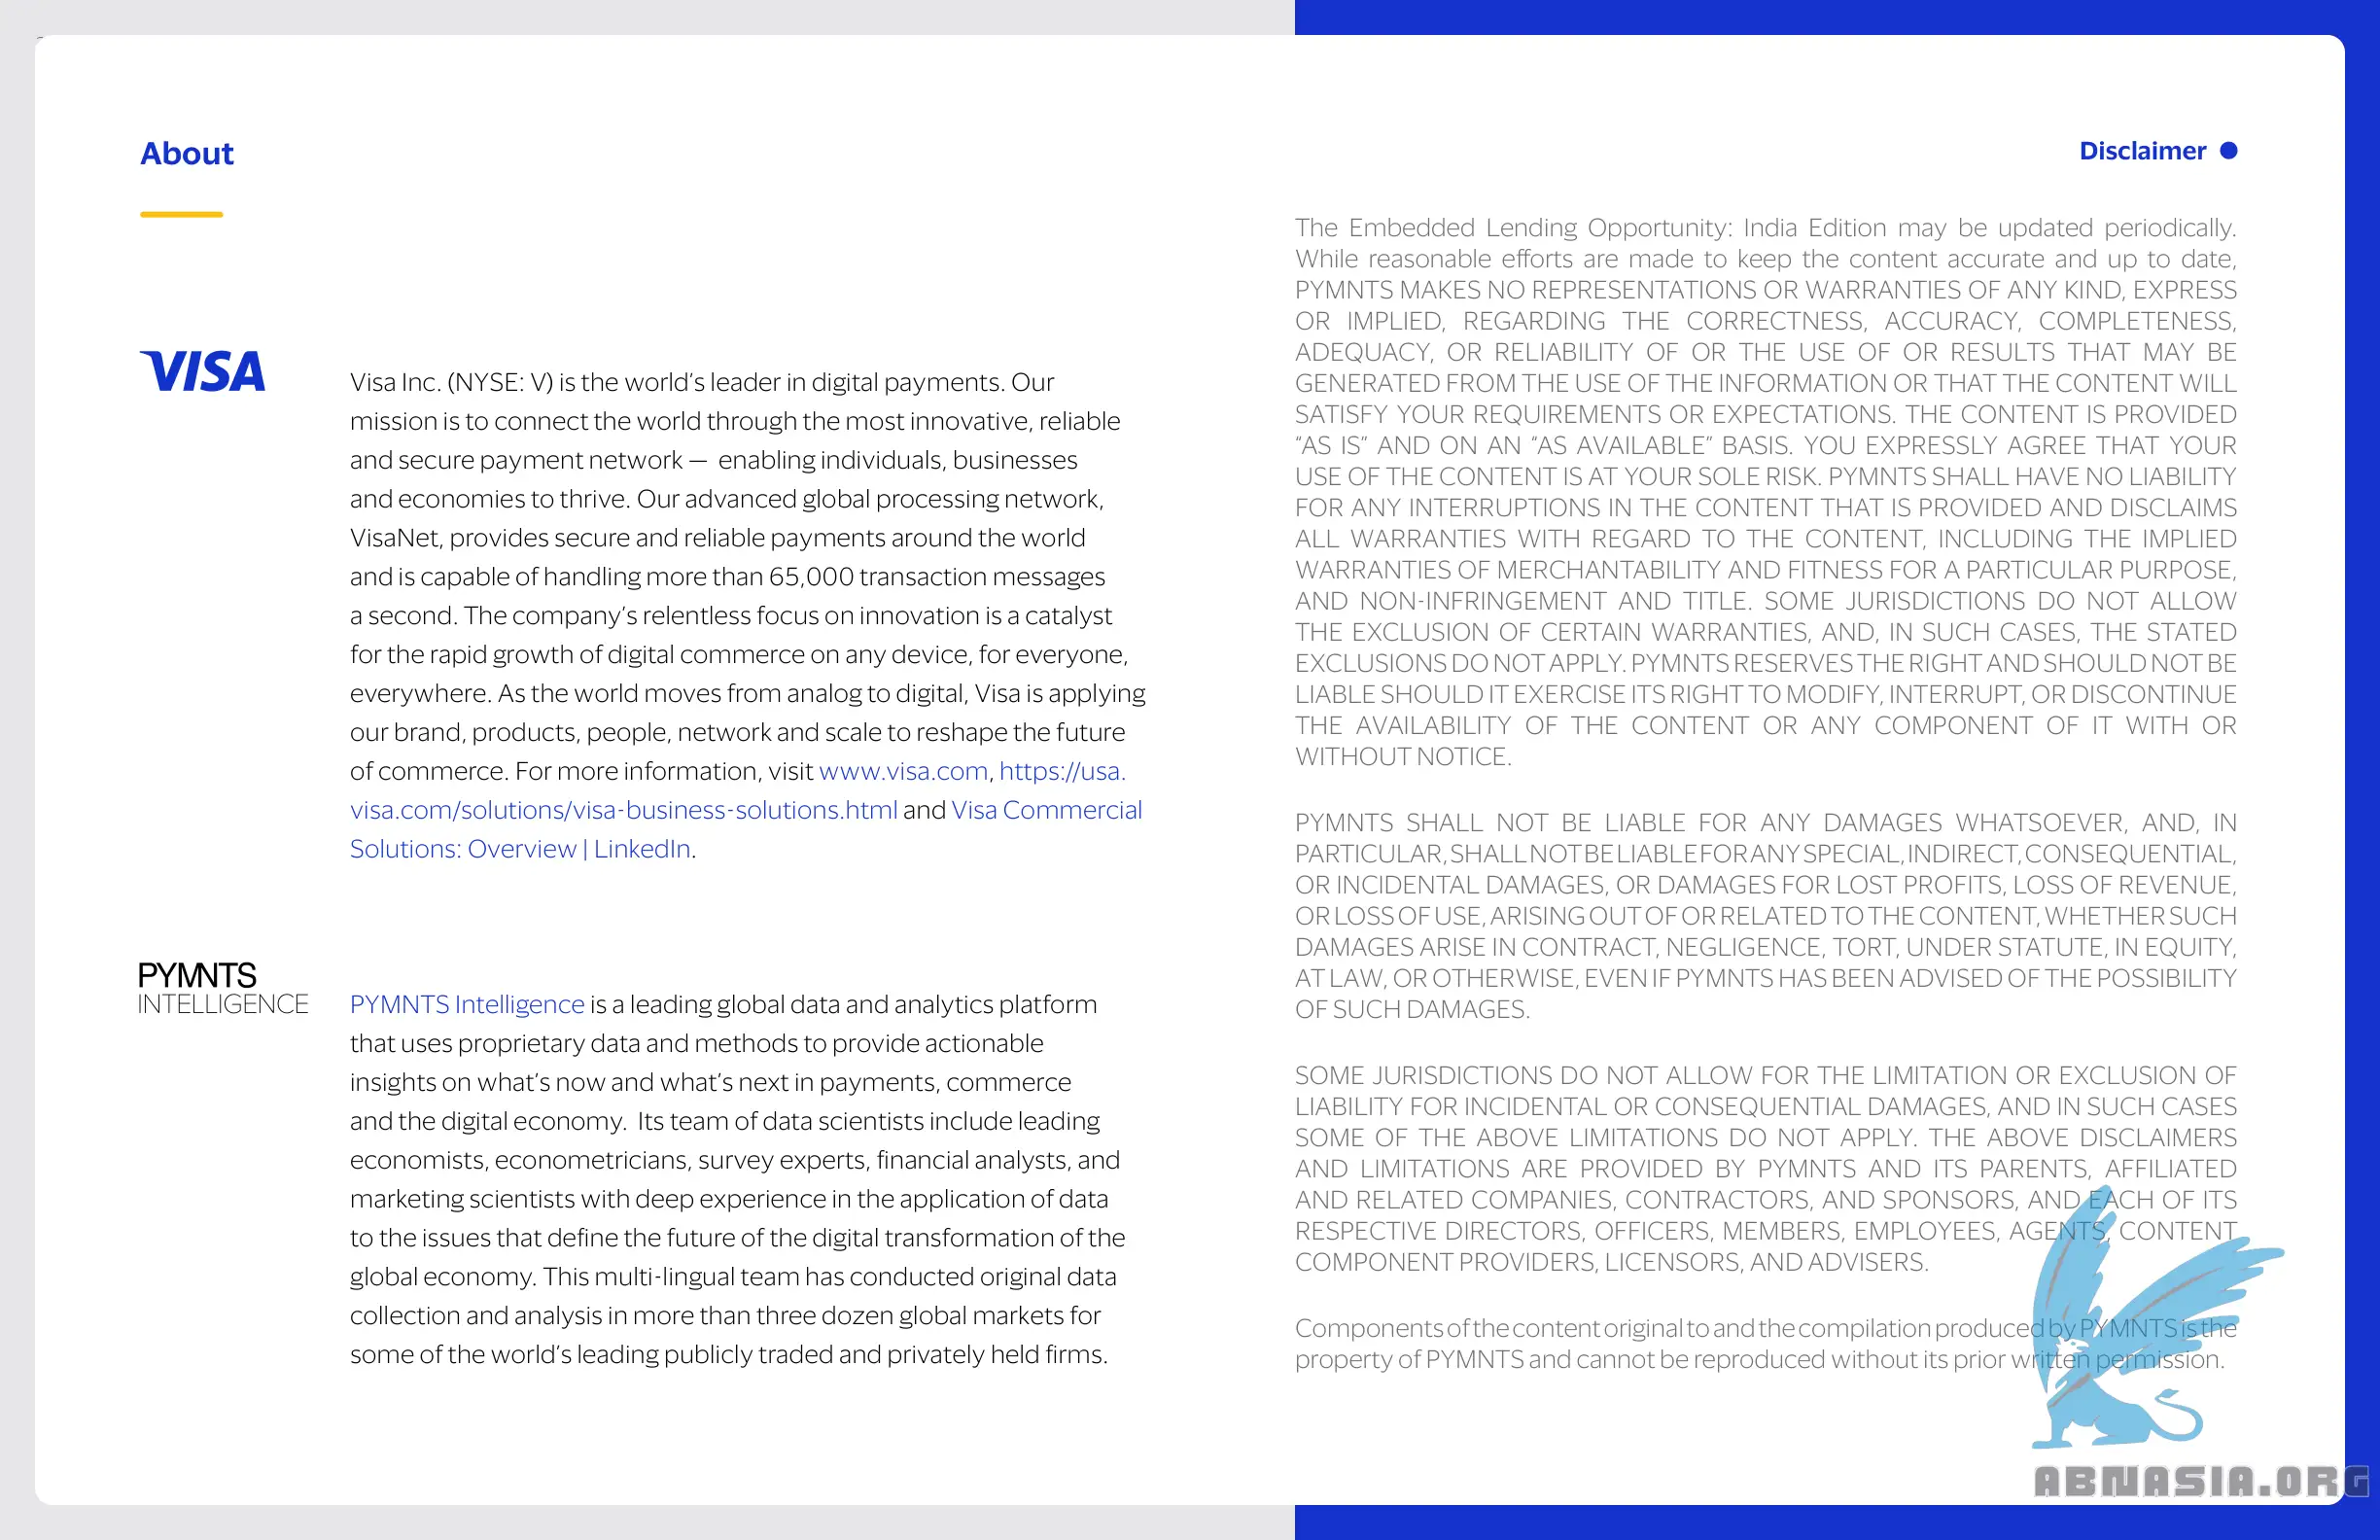 About
VISA
Visa Inc. (NYSE: V) is the world’s leader in digital payments. Our
mission is to connect the world through the most innovative, reliable
and secure payment network — enabling individuals, businesses
and economies to thrive. Our advanced global processing network,
VisaNet, provides secure and reliable payments around the world
and is capable of handling more than 65,000 transaction messages
a second. The company’s relentless focus on innovation is a catalyst
for the rapid growth of digital commerce on any device, for everyone,
everywhere. As the world moves from analog to digital, Visa is applying
our brand, products, people, network and scale to reshape the future
of commerce. For more information, visit www.visa.com, https://usa.
visa.com/solutions/visa-business-solutions.html and Visa Commercial
Solutions: Overview | LinkedIn.
PYMNTS
INTELLIGENCE
PYMNTS Intelligence is a leading global data and analytics platform
that uses proprietary data and methods to provide actionable
insights on what’s now and what’s next in payments, commerce
and the digital economy. Its team of data scientists include leading
economists, econometricians, survey experts, financial analysts, and
marketing scientists with deep experience in the application of data
to the issues that define the future of the digital transformation of the
global economy. This multi-lingual team has conducted original data
collection and analysis in more than three dozen global markets for
some of the world’s leading publicly traded and privately held firms.
Disclaimer
The Embedded Lending Opportunity: India Edition may be updated periodically.
While reasonable efforts are made to keep the content accurate and up to date,
PYMNTS MAKES NO REPRESENTATIONS OR WARRANTIES OF ANY KIND, EXPRESS
OR IMPLIED, REGARDING THE CORRECTNESS, ACCURACY, COMPLETENESS,
ADEQUACY, OR RELIABILITY OF OR THE USE OF OR RESULTS THAT MAY BE
GENERATED FROM THE USE OF THE INFORMATION OR THAT THE CONTENT WILL
SATISFY YOUR REQUIREMENTS OR EXPECTATIONS. THE CONTENT IS PROVIDED
“AS IS” AND ON AN “AS AVAILABLE” BASIS. YOU EXPRESSLY AGREE THAT YOUR
USE OF THE CONTENT IS AT YOUR SOLE RISK. PYMNTS SHALL HAVE NO LIABILITY
FOR ANY INTERRUPTIONS IN THE CONTENT THAT IS PROVIDED AND DISCLAIMS
ALL WARRANTIES WITH REGARD TO THE CONTENT, INCLUDING THE IMPLIED
WARRANTIES OF MERCHANTABILITY AND FITNESS FOR A PARTICULAR PURPOSE,
AND NON-INFRINGEMENT AND TITLE. SOME JURISDICTIONS DO NOT ALLOW
THE EXCLUSION OF CERTAIN WARRANTIES, AND, IN SUCH CASES, THE STATED
EXCLUSIONS DO NOT APPLY. PYMNTS RESERVES THE RIGHT AND SHOULD NOT BE
LIABLE SHOULD IT EXERCISE ITS RIGHT TO MODIFY, INTERRUPT, OR DISCONTINUE
THE AVAILABILITY OF THE CONTENT OR ANY COMPONENT OF IT WITH OR
WITHOUT NOTICE.
PYMNTS SHALL NOT BE LIABLE FOR ANY DAMAGES WHATSOEVER, AND, IN
PARTICULAR, SHALL NOT BE LIABLE FOR ANY SPECIAL, INDIRECT, CONSEQUENTIAL,
OR INCIDENTAL DAMAGES, OR DAMAGES FOR LOST PROFITS, LOSS OF REVENUE,
OR LOSS OF USE, ARISING OUT OF OR RELATED TO THE CONTENT, WHETHER SUCH
DAMAGES ARISE IN CONTRACT, NEGLIGENCE, TORT, UNDER STATUTE, IN EQUITY,
AT LAW, OR OTHERWISE, EVEN IF PYMNTS HAS BEEN ADVISED OF THE POSSIBILITY
OF SUCH DAMAGES.
SOME JURISDICTIONS DO NOT ALLOW FOR THE LIMITATION OR EXCLUSION OF
LIABILITY FOR INCIDENTAL OR CONSEQUENTIAL DAMAGES, AND IN SUCH CASES
SOME OF THE ABOVE LIMITATIONS DO NOT APPLY. THE ABOVE DISCLAIMERS
AND LIMITATIONS ARE PROVIDED BY PYMNTS AND ITS PARENTS, AFFILIATED
AND RELATED COMPANIES, CONTRACTORS, AND SPONSORS, AND EACH OF ITS
RESPECTIVE DIRECTORS, OFFICERS, MEMBERS, EMPLOYEES, AGENTS, CONTENT
COMPONENT PROVIDERS, LICENSORS, AND ADVISERS.
Components of the content original to and the compilation produced by PYMNTS is the
property of PYMNTS and cannot be reproduced without its prior written permission.
ABNASIA.ORG